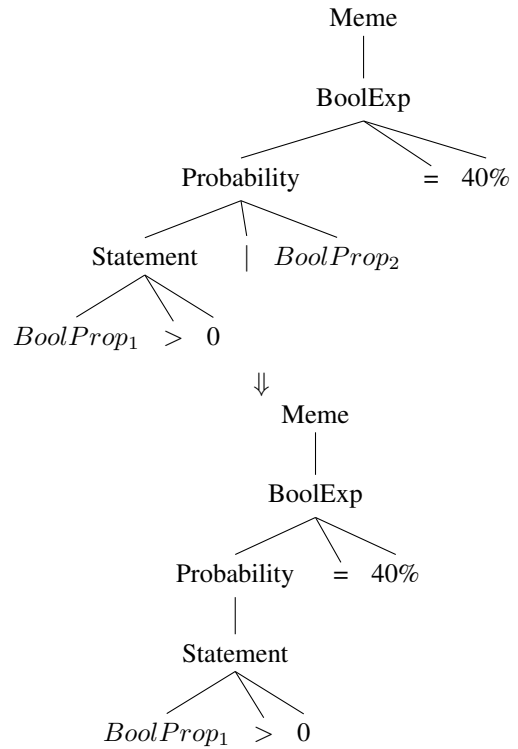 Meme
BoolExp
Probability = 40%
Statement | BoolProp₂
BoolProp₁ > 0
⇓
Meme
BoolExp
Probability = 40%
Statement
BoolProp₁ > 0